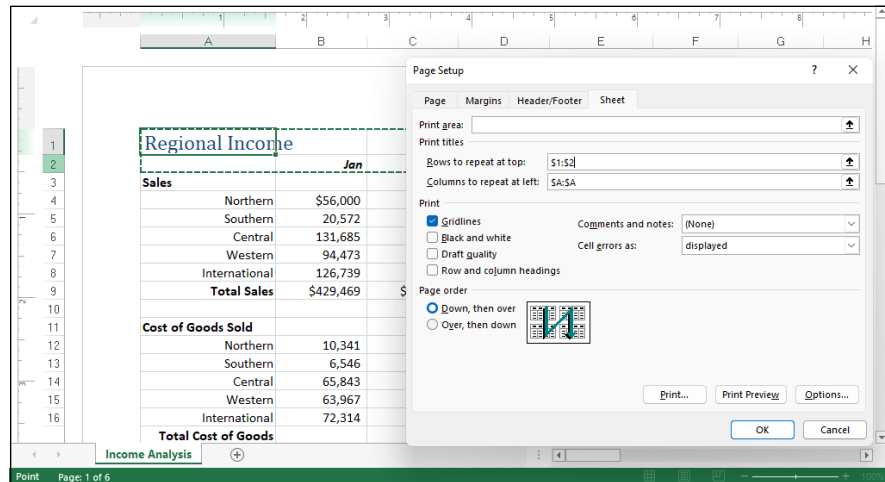 1 2 3 4 5 6 7 8
A B C D E F G H
Page Setup ? ×
Page Margins Header/Footer Sheet
Print area:
Print titles
Rows to repeat at top: $1:$2
Columns to repeat at left: $A:$A
Print
Gridlines
Black and white
Draft quality
Row and column headings
Comments and notes: (None)
Cell errors as: displayed
Page order
Down, then over
Over, then down
Print... Print Preview Options...
OK Cancel
1 Regional Income
2 Jan
3 Sales
4 Northern $56,000
5 Southern 20,572
6 Central 131,685
7 Western 94,473
8 International 126,739
9 Total Sales $429,469 $
10
11 Cost of Goods Sold
12 Northern 10,341
13 Southern 6,546
14 Central 65,843
15 Western 63,967
16 International 72,314
Total Cost of Goods
Income Analysis
Point Page: 1 of 6 100%